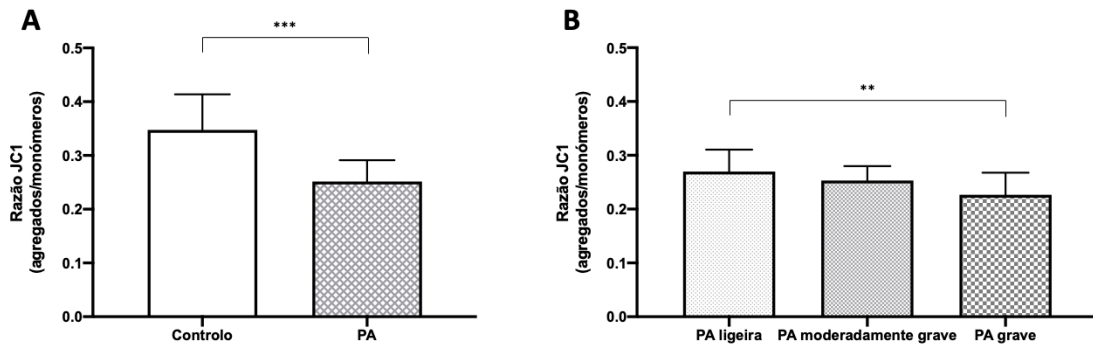 A
***
Razão JC1
(agregados/monómeros)
0.5
0.4
0.3
0.2
0.1
0.0
Controlo PA
B
**
Razão JC1
(agregados/monómeros)
0.5
0.4
0.3
0.2
0.1
0.0
PA ligeira PA moderadamente grave PA grave